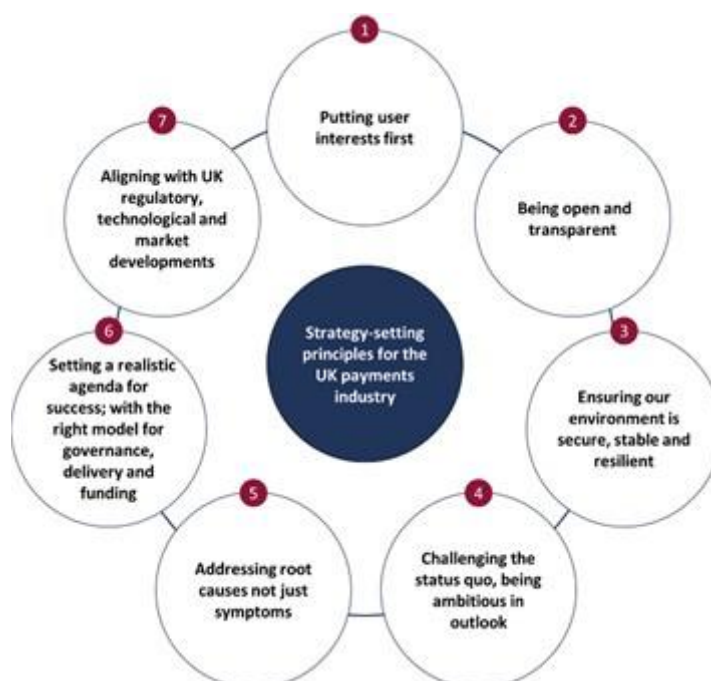 1
Putting user
interests first
2
Being open and
transparent
3
Ensuring our
environment is
secure, stable and
resilient
4
Challenging the
status quo, being
ambitious in
outlook
5
Addressing root
causes not just
symptoms
6
Setting a realistic
agenda for
success; with the
right model for
governance,
delivery and
funding
7
Aligning with UK
regulatory,
technological and
market
developments
Strategy-setting
principles for the
UK payments
industry